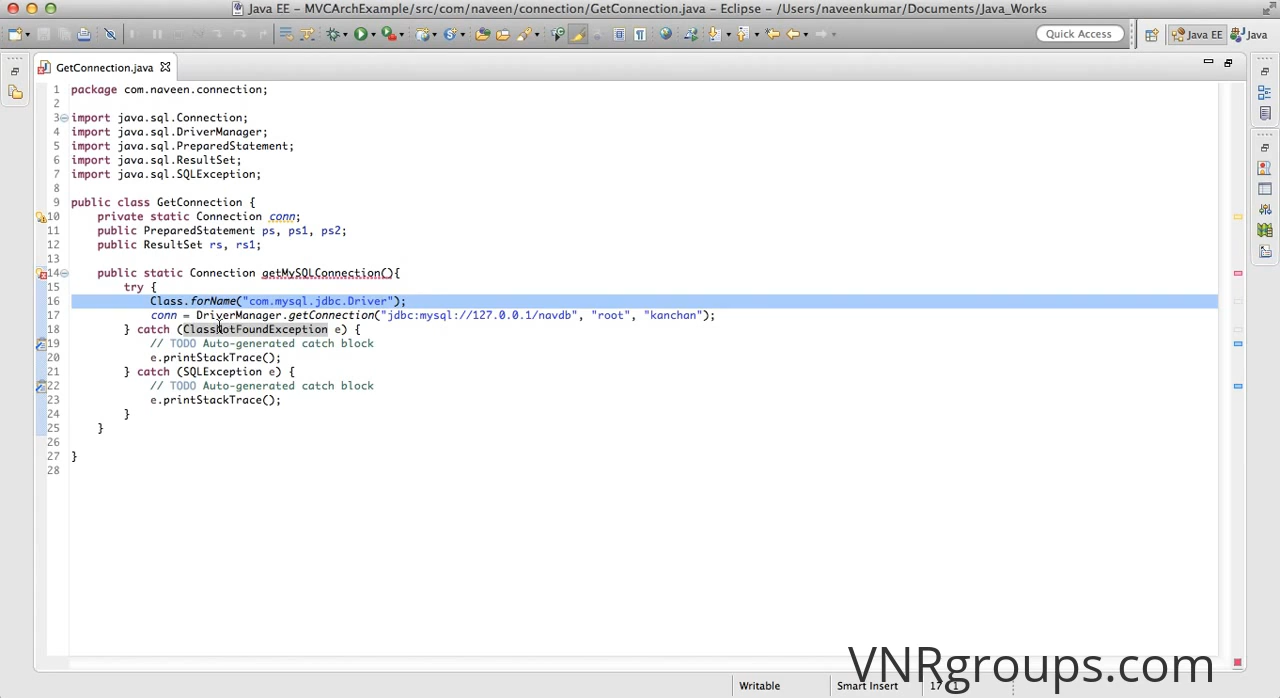 Java EE - MVCArchExample/src/com/naveen/connection/GetConnection.java - Eclipse - /Users/naveenkumar/Documents/Java_Works
Quick Access
Java EE
Java
GetConnection.java
1 package com.naveen.connection;
2
3 import java.sql.Connection;
4 import java.sql.DriverManager;
5 import java.sql.PreparedStatement;
6 import java.sql.ResultSet;
7 import java.sql.SQLException;
8
9 public class GetConnection {
10 private static Connection conn;
11 public PreparedStatement ps, ps1, ps2;
12 public ResultSet rs, rs1;
13
14 public static Connection getMySQLConnection(){
15 try {
16 Class.forName("com.mysql.jdbc.Driver");
17 conn = DriverManager.getConnection("jdbc:mysql://127.0.0.1/navdb", "root", "kanchan");
18 } catch (ClassNotFoundException e) {
19 // TODO Auto-generated catch block
20 e.printStackTrace();
21 } catch (SQLException e) {
22 // TODO Auto-generated catch block
23 e.printStackTrace();
24 }
25 }
26
27 }
28
VNRgroups.com
Writable
Smart Insert